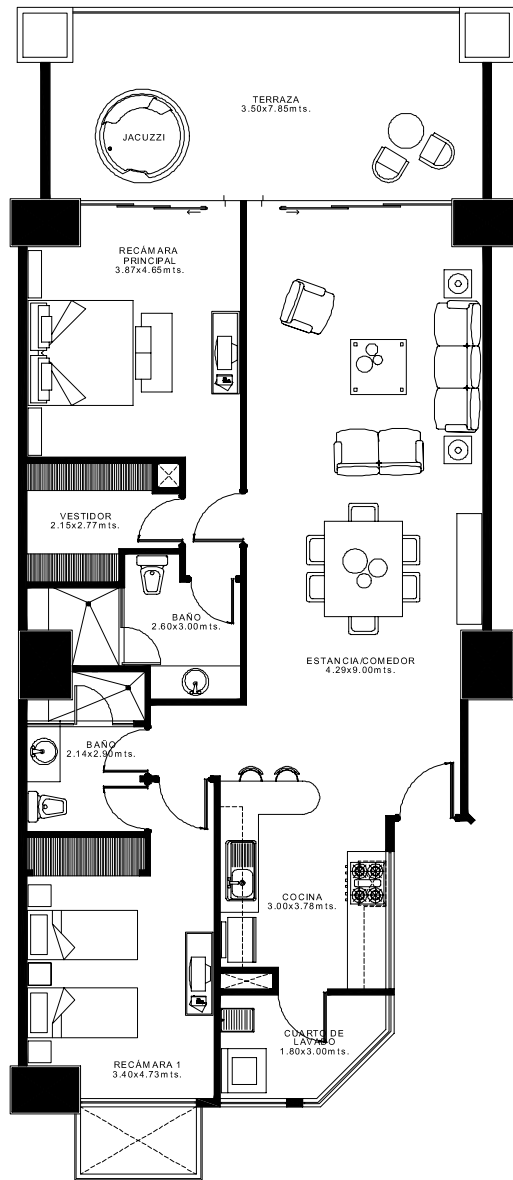 TERRAZA
3.50x7.85mts.
JACUZZI
RECÁMARA
PRINCIPAL
3.87x4.65mts.
VESTIDOR
2.15x2.77mts.
BAÑO
2.60x3.00mts.
ESTANCIA/COMEDOR
4.29x9.00mts.
BAÑO
2.14x2.90mts.
COCINA
3.00x3.78mts.
CUARTO DE
LAVADO
1.80x3.00mts.
RECÁMARA 1
3.40x4.73mts.